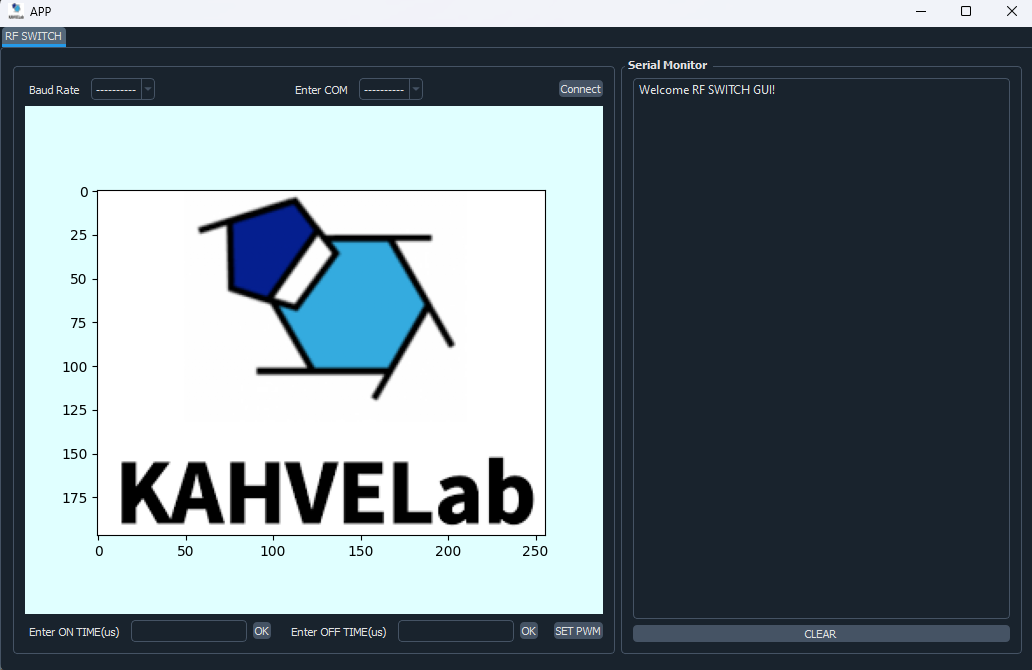 APP
RF SWITCH
Baud Rate ---------- Enter COM ---------- Connect
0
25
50
75
100
125
150
175
KAHVELab
0 50 100 150 200 250
Enter ON TIME(us) OK Enter OFF TIME(us) OK SET PWM
Serial Monitor
Welcome RF SWITCH GUI!
CLEAR